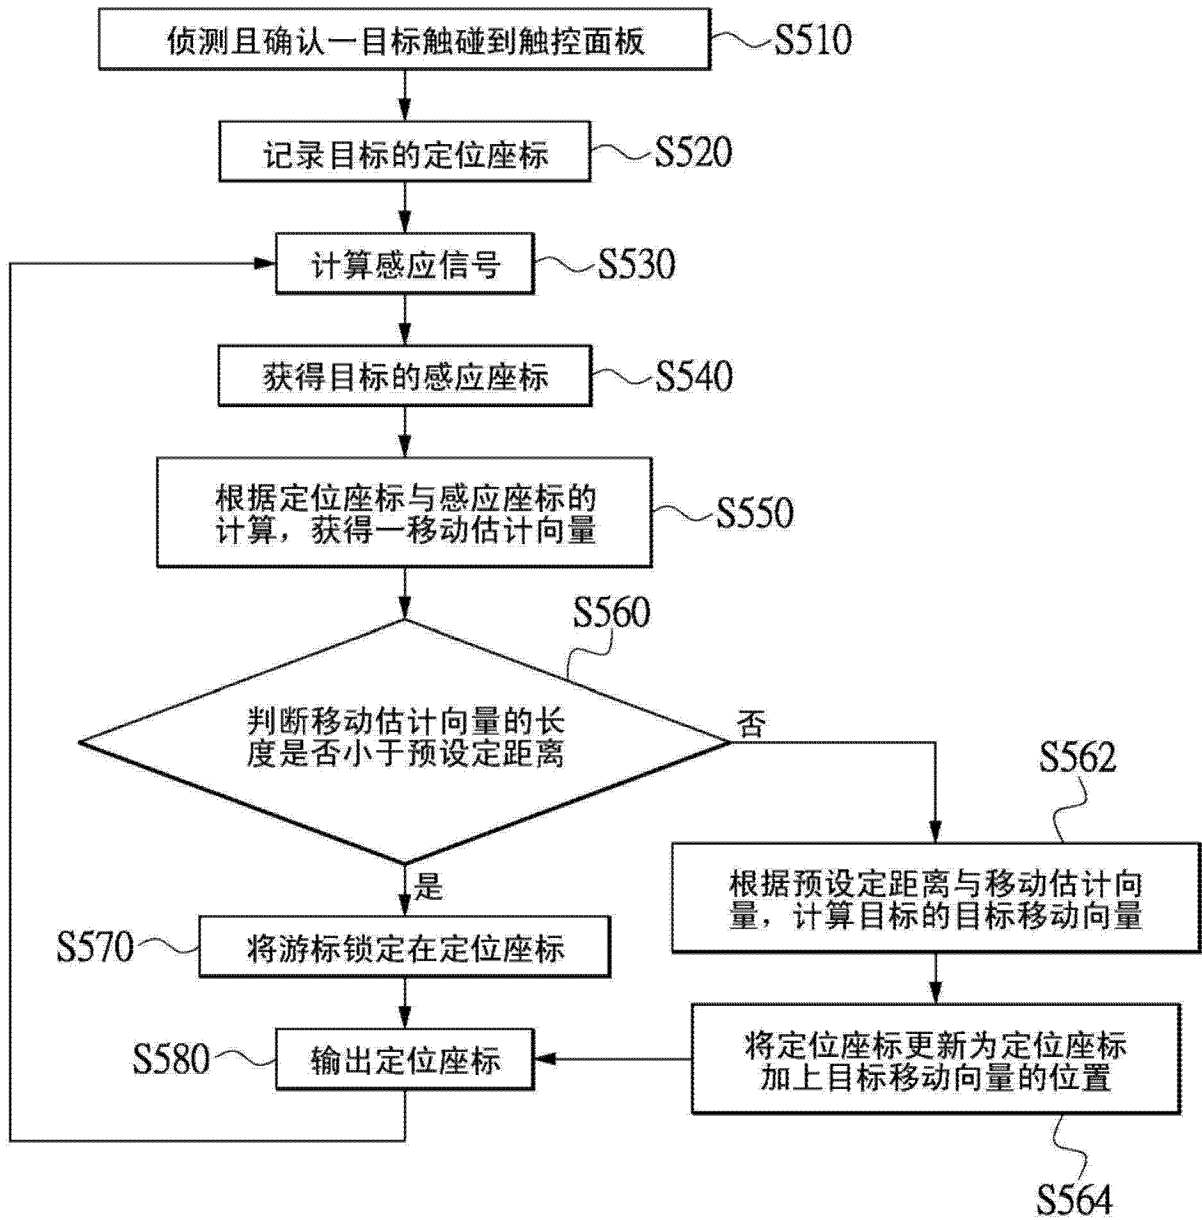 侦测且确认一目标触碰到触控面板
S510
记录目标的定位座标
S520
计算感应信号
S530
获得目标的感应座标
S540
根据定位座标与感应座标的
计算，获得一移动估计向量
S550
S560
判断移动估计向量的长
度是否小于预设定距离
否
是
S562
根据预设定距离与移动估计向
量，计算目标的目标移动向量
S570
将游标锁定在定位座标
S580
输出定位座标
将定位座标更新为定位座标
加上目标移动向量的位置
S564